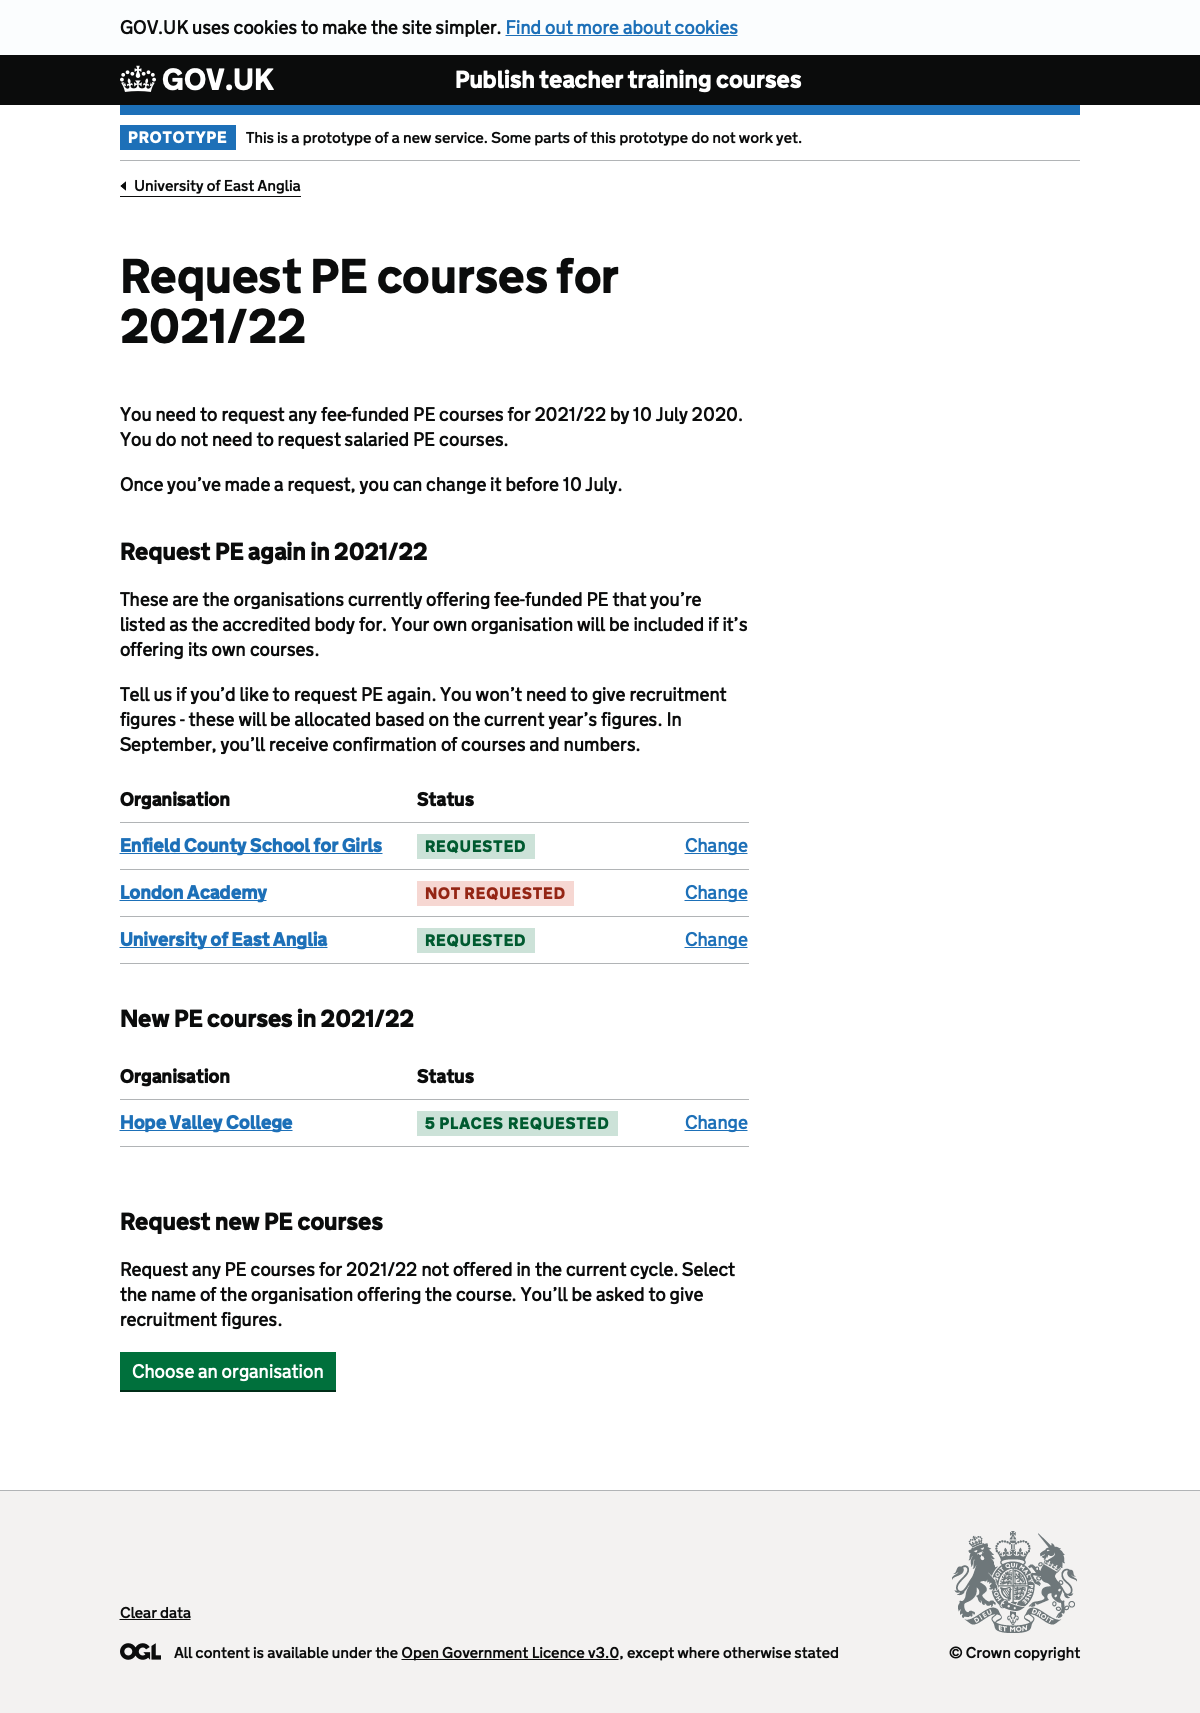 GOV.UK uses cookies to make the site simpler. Find out more about cookies
GOV.UK Publish teacher training courses
PROTOTYPE This is a prototype of a new service. Some parts of this prototype do not work yet.
University of East Anglia
Request PE courses for
2021/22
You need to request any fee-funded PE courses for 2021/22 by 10 July 2020.
You do not need to request salaried PE courses.
Once you’ve made a request, you can change it before 10 July.
Request PE again in 2021/22
These are the organisations currently offering fee-funded PE that you’re
listed as the accredited body for. Your own organisation will be included if it’s
offering its own courses.
Tell us if you’d like to request PE again. You won’t need to give recruitment
figures - these will be allocated based on the current year’s figures. In
September, you’ll receive confirmation of courses and numbers.
Organisation Status
Enfield County School for Girls REQUESTED Change
London Academy NOT REQUESTED Change
University of East Anglia REQUESTED Change
New PE courses in 2021/22
Organisation Status
Hope Valley College 5 PLACES REQUESTED Change
Request new PE courses
Request any PE courses for 2021/22 not offered in the current cycle. Select
the name of the organisation offering the course. You’ll be asked to give
recruitment figures.
Choose an organisation
DIEU ET MON DROIT
Clear data
OGL All content is available under the Open Government Licence v3.0, except where otherwise stated
© Crown copyright